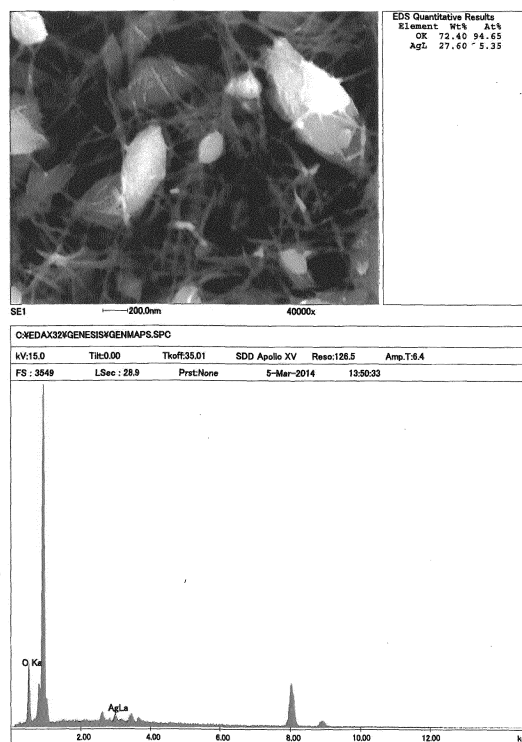 EDS Quantitative Results
Element Wt% At%
OK 72.40 94.65
AgL 27.60 5.35
SE1 200.0nm 40000x
C:¥EDAX32¥GENESIS¥GENMAPS.SPC
kV:15.0 Tilt:0.00 Tkoff:35.01 SDD Apollo XV Reso:126.5 Amp.T:6.4
FS : 3549 LSec : 28.9 Prst:None 5-Mar-2014 13:50:33
O Ka
AgLa
2.00 4.00 6.00 8.00 10.00 12.00 k